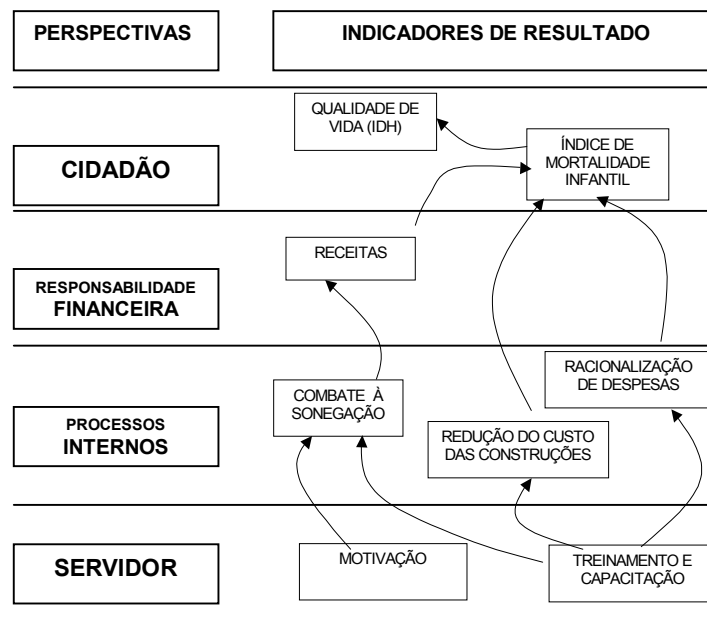 PERSPECTIVAS
INDICADORES DE RESULTADO
QUALIDADE DE
VIDA (IDH)
ÍNDICE DE
MORTALIDADE
INFANTIL
CIDADÃO
RECEITAS
RESPONSABILIDADE
FINANCEIRA
RACIONALIZAÇÃO
DE DESPESAS
COMBATE À
SONEGAÇÃO
PROCESSOS
INTERNOS
REDUÇÃO DO CUSTO
DAS CONSTRUÇÕES
SERVIDOR
MOTIVAÇÃO
TREINAMENTO E
CAPACITAÇÃO